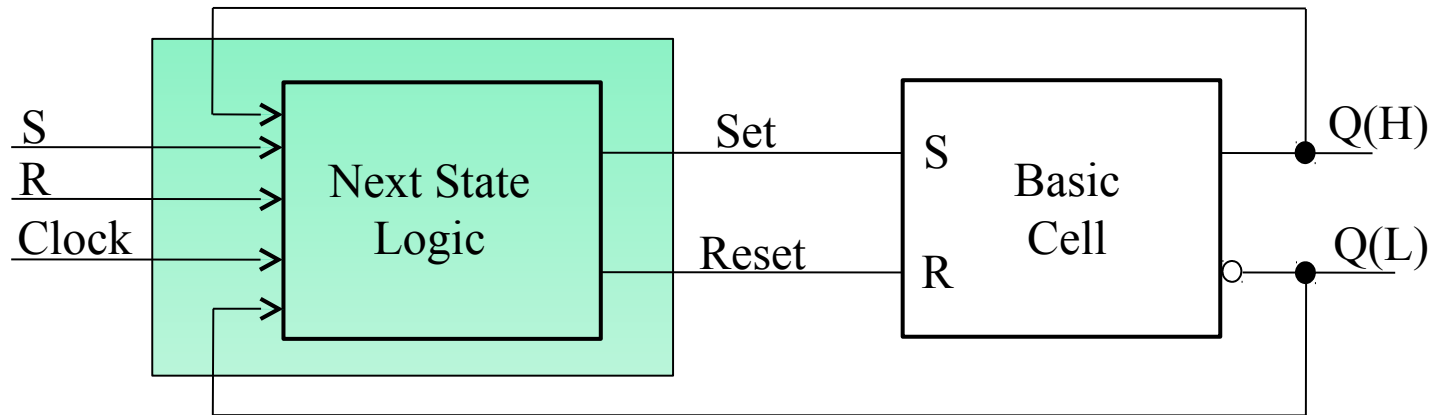 S
R
Clock
Next State
Logic
Set
Reset
S
R
Basic
Cell
Q(H)
Q(L)